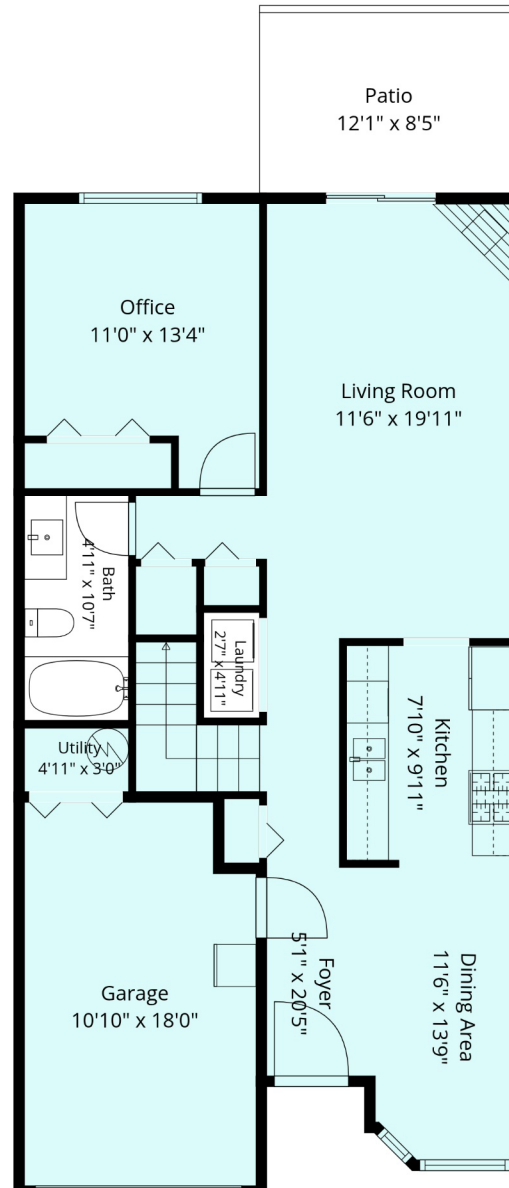 Patio
12'1" x 8'5"
Office
11'0" x 13'4"
Living Room
11'6" x 19'11"
Bath
4'11" x 10'7"
Laundry
2'7" x 4'11"
Kitchen
7'10" x 9'11"
Utility
4'11" x 3'0"
Foyer
5'1" x 20'5"
Dining Area
11'6" x 13'9"
Garage
10'10" x 18'0"